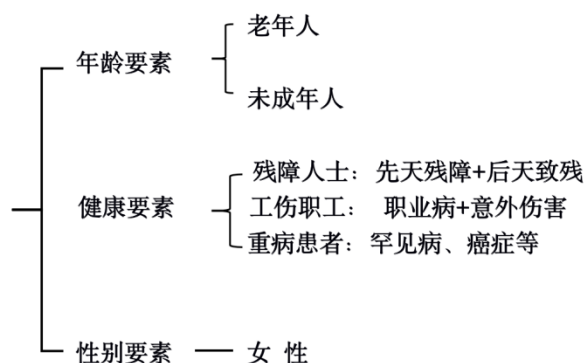 老年人
年龄要素
未成年人
残障人士：先天残障+后天致残
健康要素
工伤职工：职业病+意外伤害
重病患者：罕见病、癌症等
性别要素
女 性